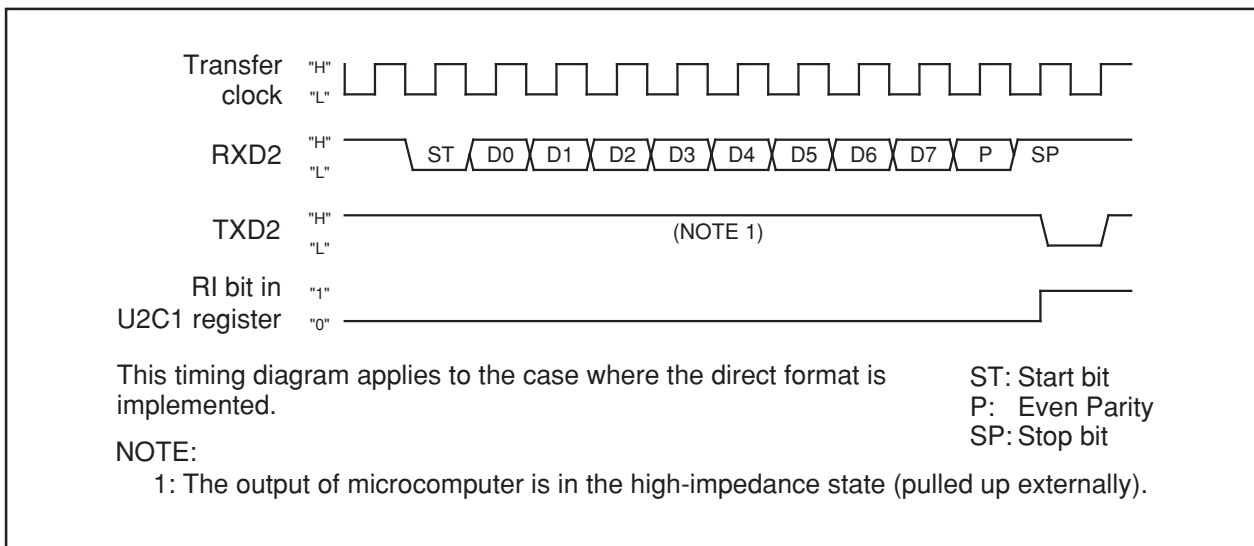 Transfer clock "H" "L"
RXD2 "H" "L" ST D0 D1 D2 D3 D4 D5 D6 D7 P SP
TXD2 "H" "L" (NOTE 1)
RI bit in "1"
U2C1 register "0"
This timing diagram applies to the case where the direct format is
implemented.
ST: Start bit
P: Even Parity
SP: Stop bit
NOTE:
1: The output of microcomputer is in the high-impedance state (pulled up externally).